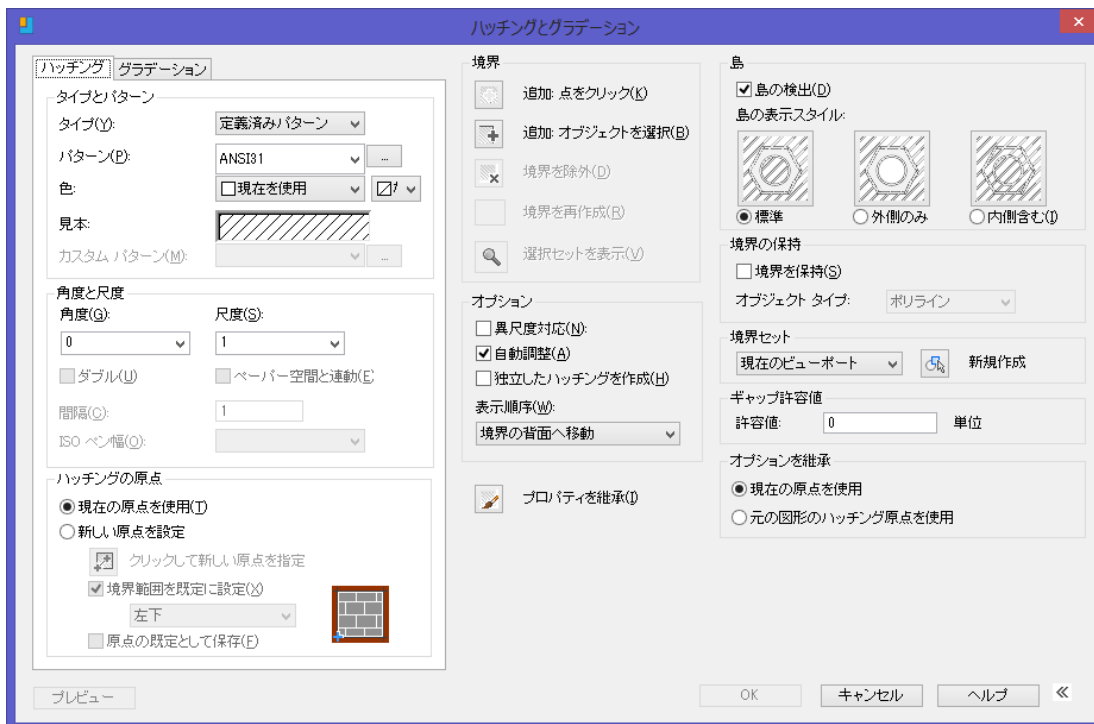 ハッチングとグラデーション
ハッチング グラデーション
タイプとパターン
タイプ(Y): 定義済みパターン
パターン(P): ANSI31 ...
色: 現在を使用
見本:
カスタム パターン(M): ...
角度と尺度
角度(G): 尺度(S):
0 1
ダブル(U) ペーパー空間と連動(E)
間隔(C): 1
ISO ペン幅(O):
ハッチングの原点
現在の原点を使用(T)
新しい原点を設定
クリックして新しい原点を指定
境界範囲を既定に設定(X)
左下
原点の既定として保存(F)
プレビュー
境界
追加: 点をクリック(K)
追加: オブジェクトを選択(B)
境界を除外(D)
境界を再作成(R)
選択セットを表示(V)
オプション
異尺度対応(N):
自動調整(A)
独立したハッチングを作成(H)
表示順序(W):
境界の背面へ移動
プロパティを継承(I)
島
島の検出(D)
島の表示スタイル:
標準 外側のみ 内側含む(I)
境界の保持
境界を保持(S)
オブジェクト タイプ: ポリライン
境界セット
現在のビューポート 新規作成
ギャップ許容値
許容値: 0 単位
オプションを継承
現在の原点を使用
元の図形のハッチング原点を使用
OK キャンセル ヘルプ